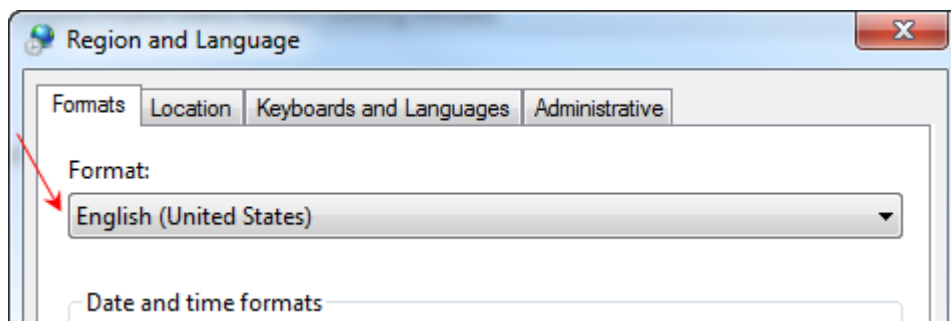 Region and Language
Formats Location Keyboards and Languages Administrative
Format:
English (United States)
Date and time formats